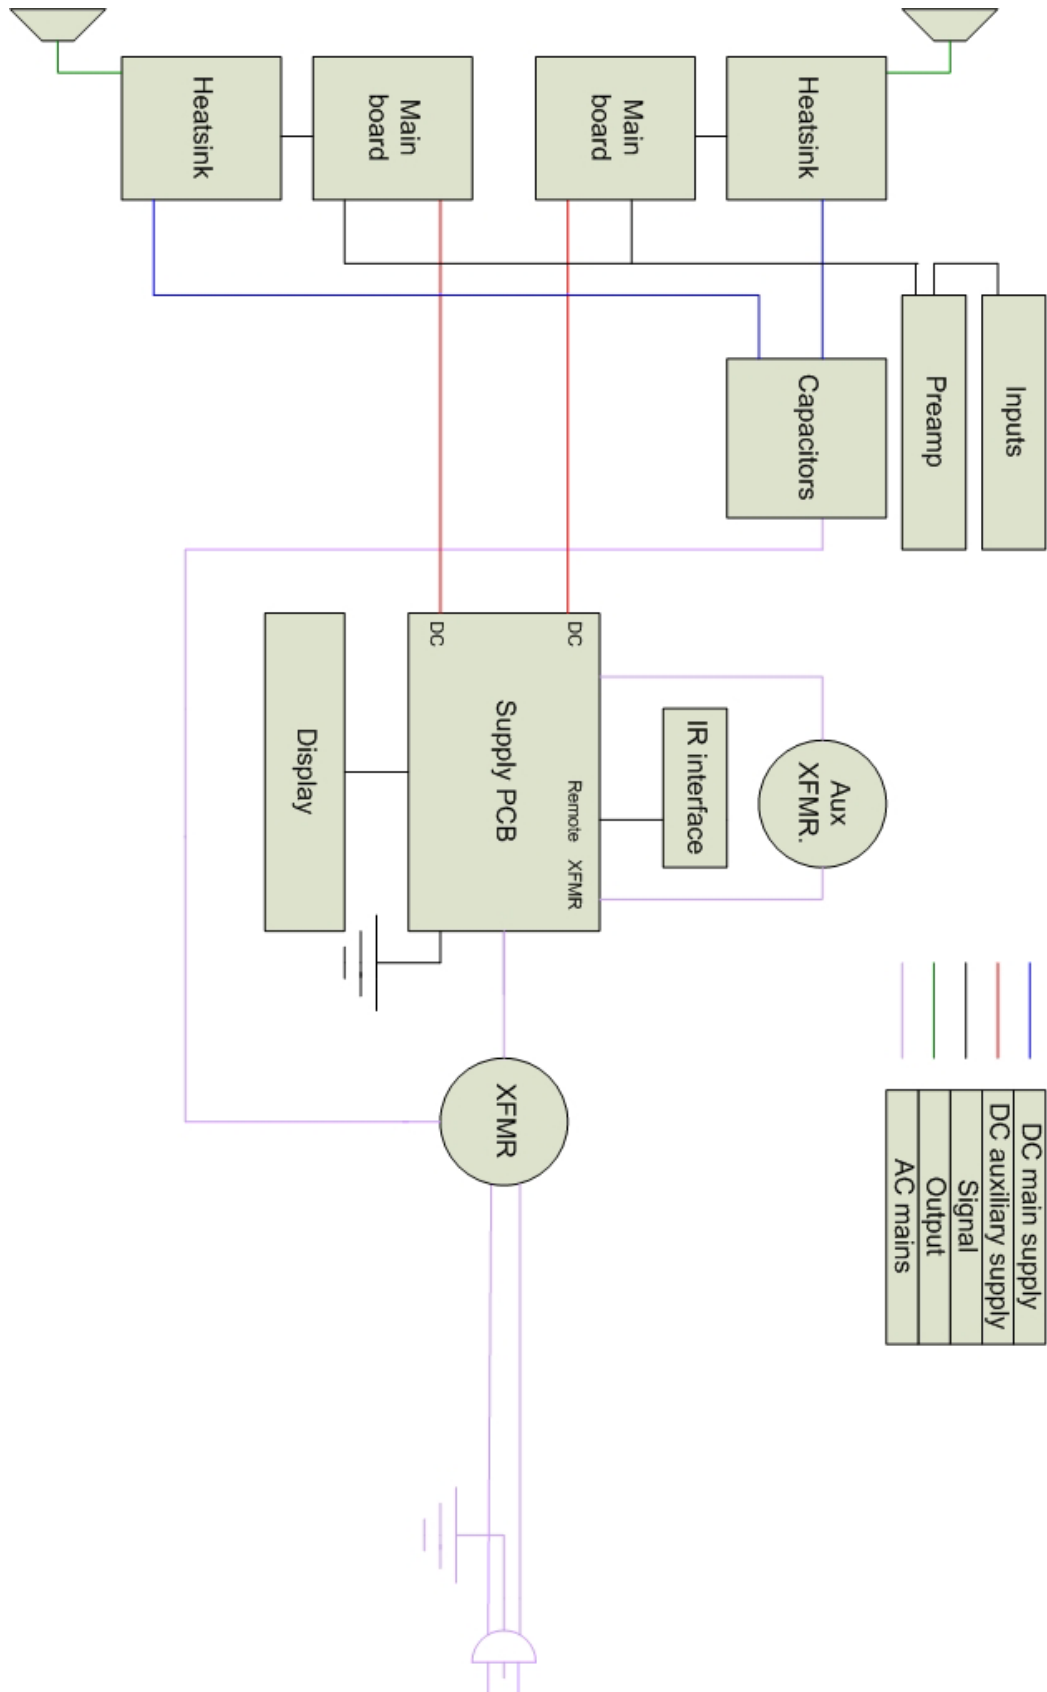 Heatsink
Main
board
Main
board
Heatsink
Capacitors
Preamp
Inputs
DC
DC
Supply PCB
Remote
XFMR
Display
IR interface
Aux
XFMR.
XFMR
DC main supply
DC auxiliary supply
Signal
Output
AC mains